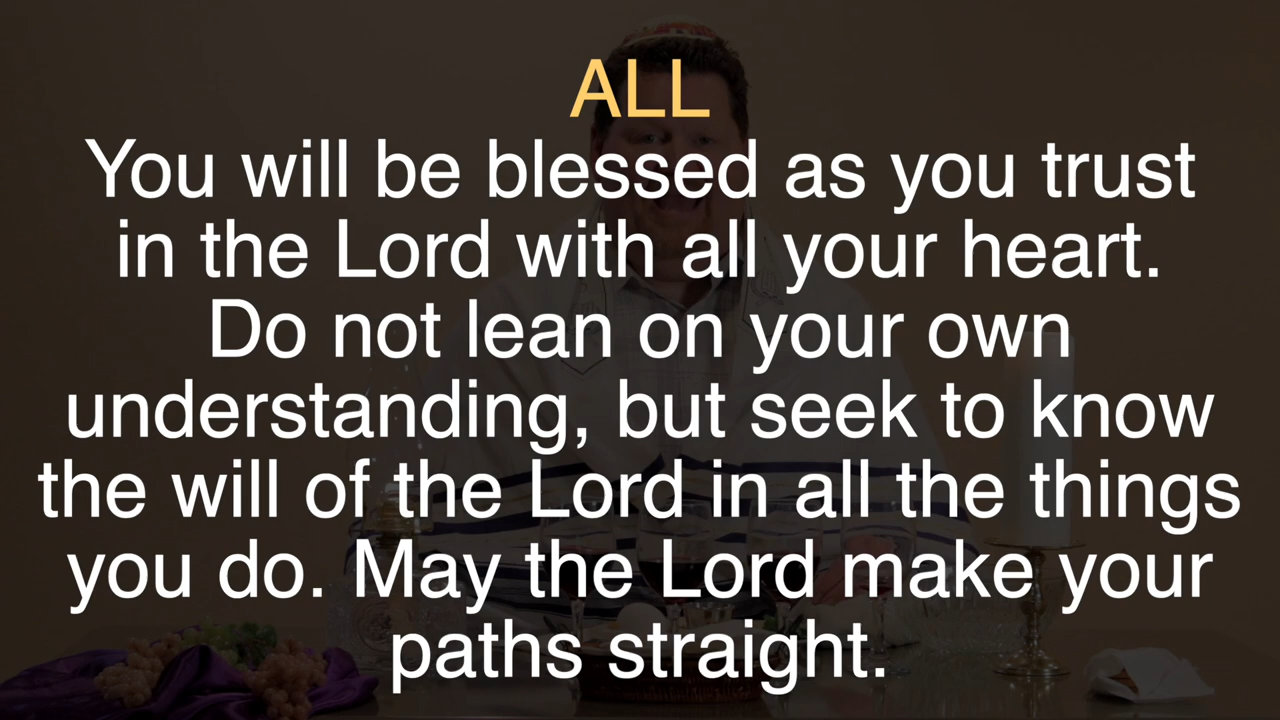 ALL
You will be blessed as you trust
in the Lord with all your heart.
Do not lean on your own
understanding, but seek to know
the will of the Lord in all the things
you do. May the Lord make your
paths straight.